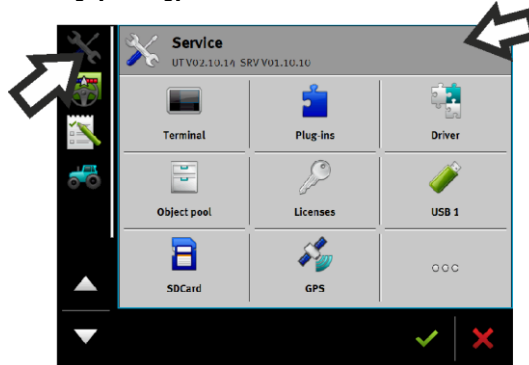 Service
UT V02.10.14 SRV V01.10.10
Terminal
Plug-ins
Driver
Object pool
Licenses
USB 1
SDCard
GPS